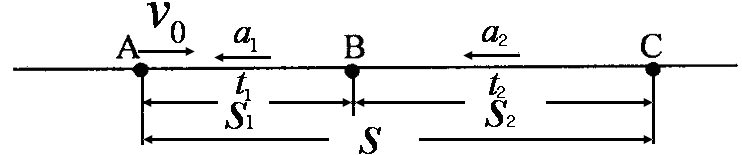 v₀
A a₁ B a₂ C
t₁ t₂
S₁ S₂
S